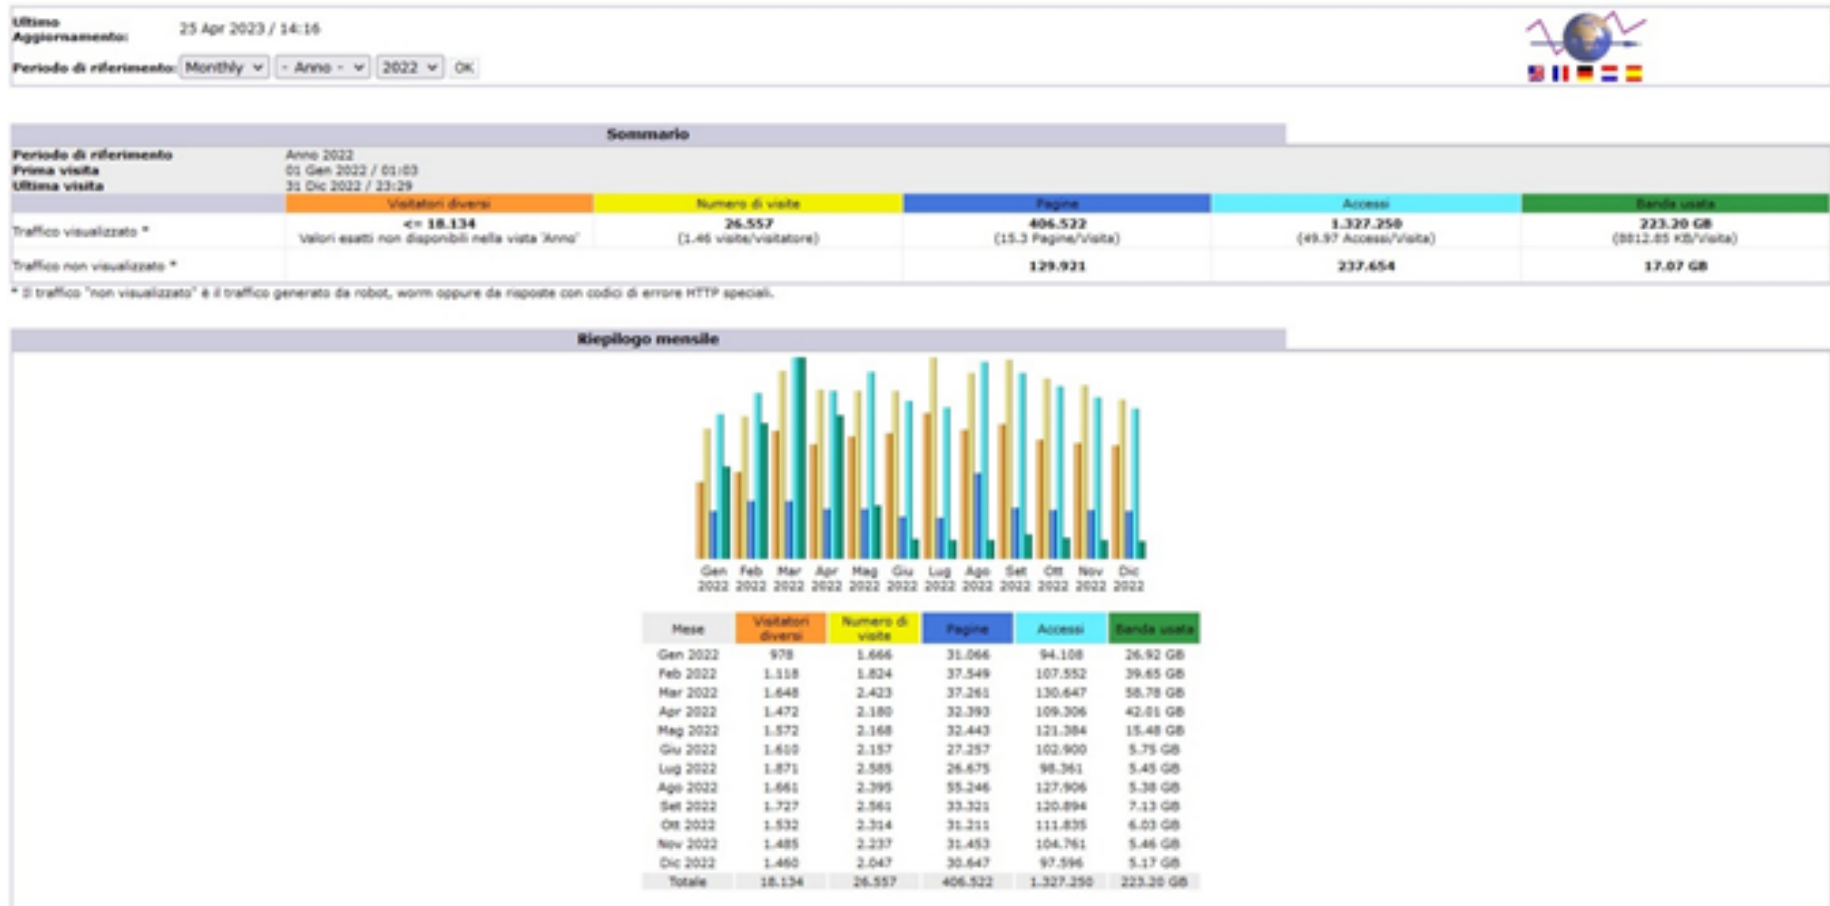 Ultimo
Aggiornamento: 25 Apr 2023 / 14:16
Periodo di riferimento: Monthly - Anno - 2022 OK
Sommario
Periodo di riferimento Anno 2022
Prima visita 01 Gen 2022 / 01:03
Ultima visita 31 Dic 2022 / 23:29
Visitatori diversi Numero di visite Pagine Accessi Banda usata
Traffico visualizzato * <= 18.134 26.557 406.522 1.327.250 223.20 GB
Valori esatti non disponibili nella vista 'Anno' (1.46 visite/visitatore) (15.3 Pagine/Visita) (49.97 Accessi/Visita) (8812.85 KB/Visita)
Traffico non visualizzato * 129.921 237.654 17.07 GB
* Il traffico "non visualizzato" è il traffico generato da robot, worm oppure da risposte con codici di errore HTTP speciali.
Riepilogo mensile
Gen Feb Mar Apr Mag Giu Lug Ago Set Ott Nov Dic
2022 2022 2022 2022 2022 2022 2022 2022 2022 2022 2022 2022
Mese Visitatori diversi Numero di visite Pagine Accessi Banda usata
Gen 2022 978 1.666 31.066 94.108 26.92 GB
Feb 2022 1.118 1.824 37.549 107.552 39.65 GB
Mar 2022 1.648 2.423 37.261 130.647 58.78 GB
Apr 2022 1.472 2.180 32.393 109.306 42.01 GB
Mag 2022 1.572 2.168 32.443 121.384 15.48 GB
Giu 2022 1.610 2.157 27.257 102.900 5.75 GB
Lug 2022 1.871 2.585 26.675 98.361 5.45 GB
Ago 2022 1.661 2.395 55.246 127.906 5.38 GB
Set 2022 1.727 2.561 33.321 120.894 7.13 GB
Ott 2022 1.532 2.314 31.211 111.835 6.03 GB
Nov 2022 1.485 2.237 31.453 104.761 5.46 GB
Dic 2022 1.460 2.047 30.647 97.596 5.17 GB
Totale 18.134 26.557 406.522 1.327.250 223.20 GB